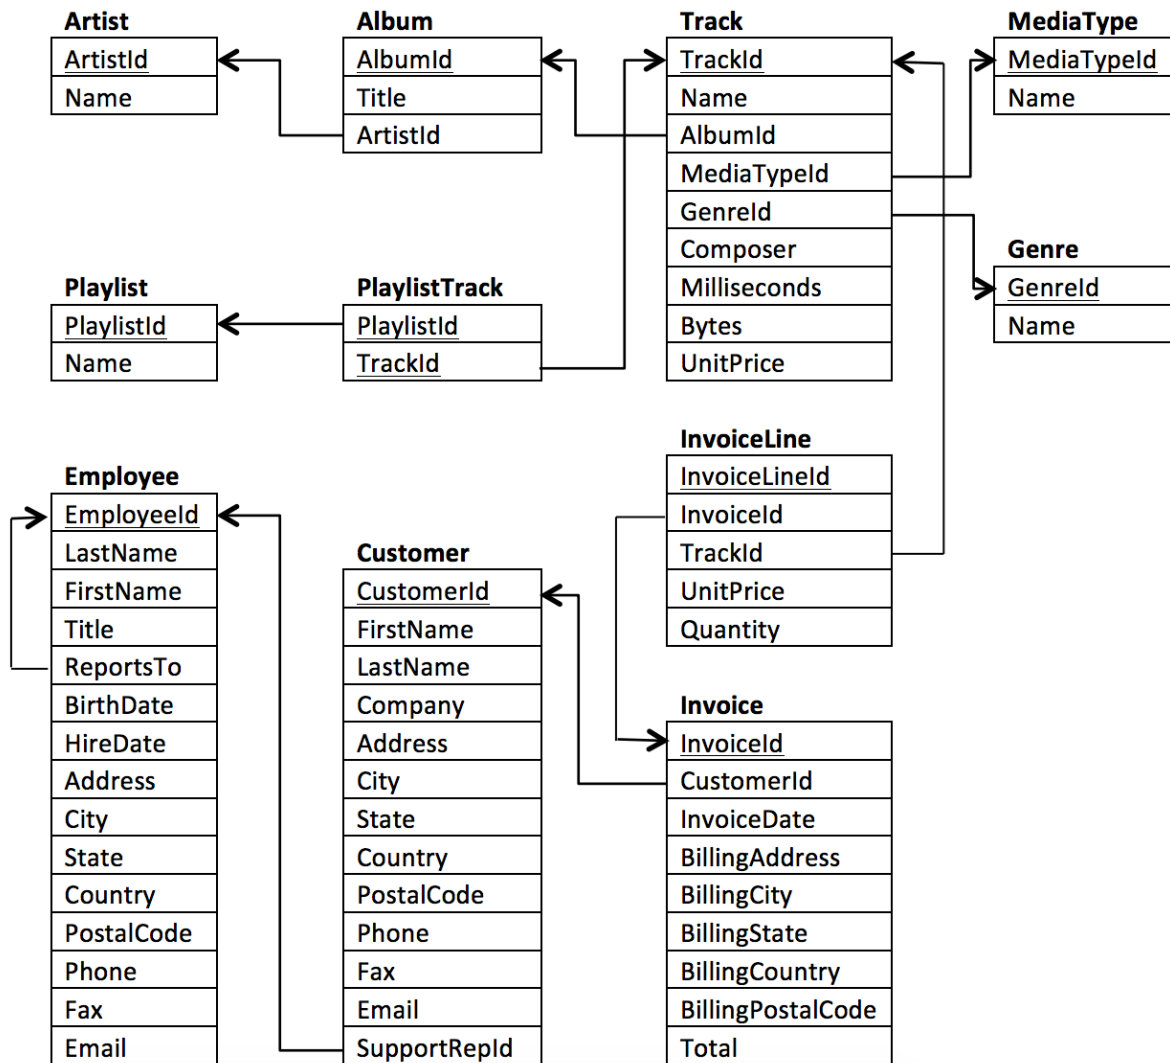 Artist
ArtistId
Name
Album
AlbumId
Title
ArtistId
Track
TrackId
Name
AlbumId
MediaTypeId
GenreId
Composer
Milliseconds
Bytes
UnitPrice
MediaType
MediaTypeId
Name
Genre
GenreId
Name
Playlist
PlaylistId
Name
PlaylistTrack
PlaylistId
TrackId
InvoiceLine
InvoiceLineId
InvoiceId
TrackId
UnitPrice
Quantity
Employee
EmployeeId
LastName
FirstName
Title
ReportsTo
BirthDate
HireDate
Address
City
State
Country
PostalCode
Phone
Fax
Email
Customer
CustomerId
FirstName
LastName
Company
Address
City
State
Country
PostalCode
Phone
Fax
Email
SupportRepId
Invoice
InvoiceId
CustomerId
InvoiceDate
BillingAddress
BillingCity
BillingState
BillingCountry
BillingPostalCode
Total